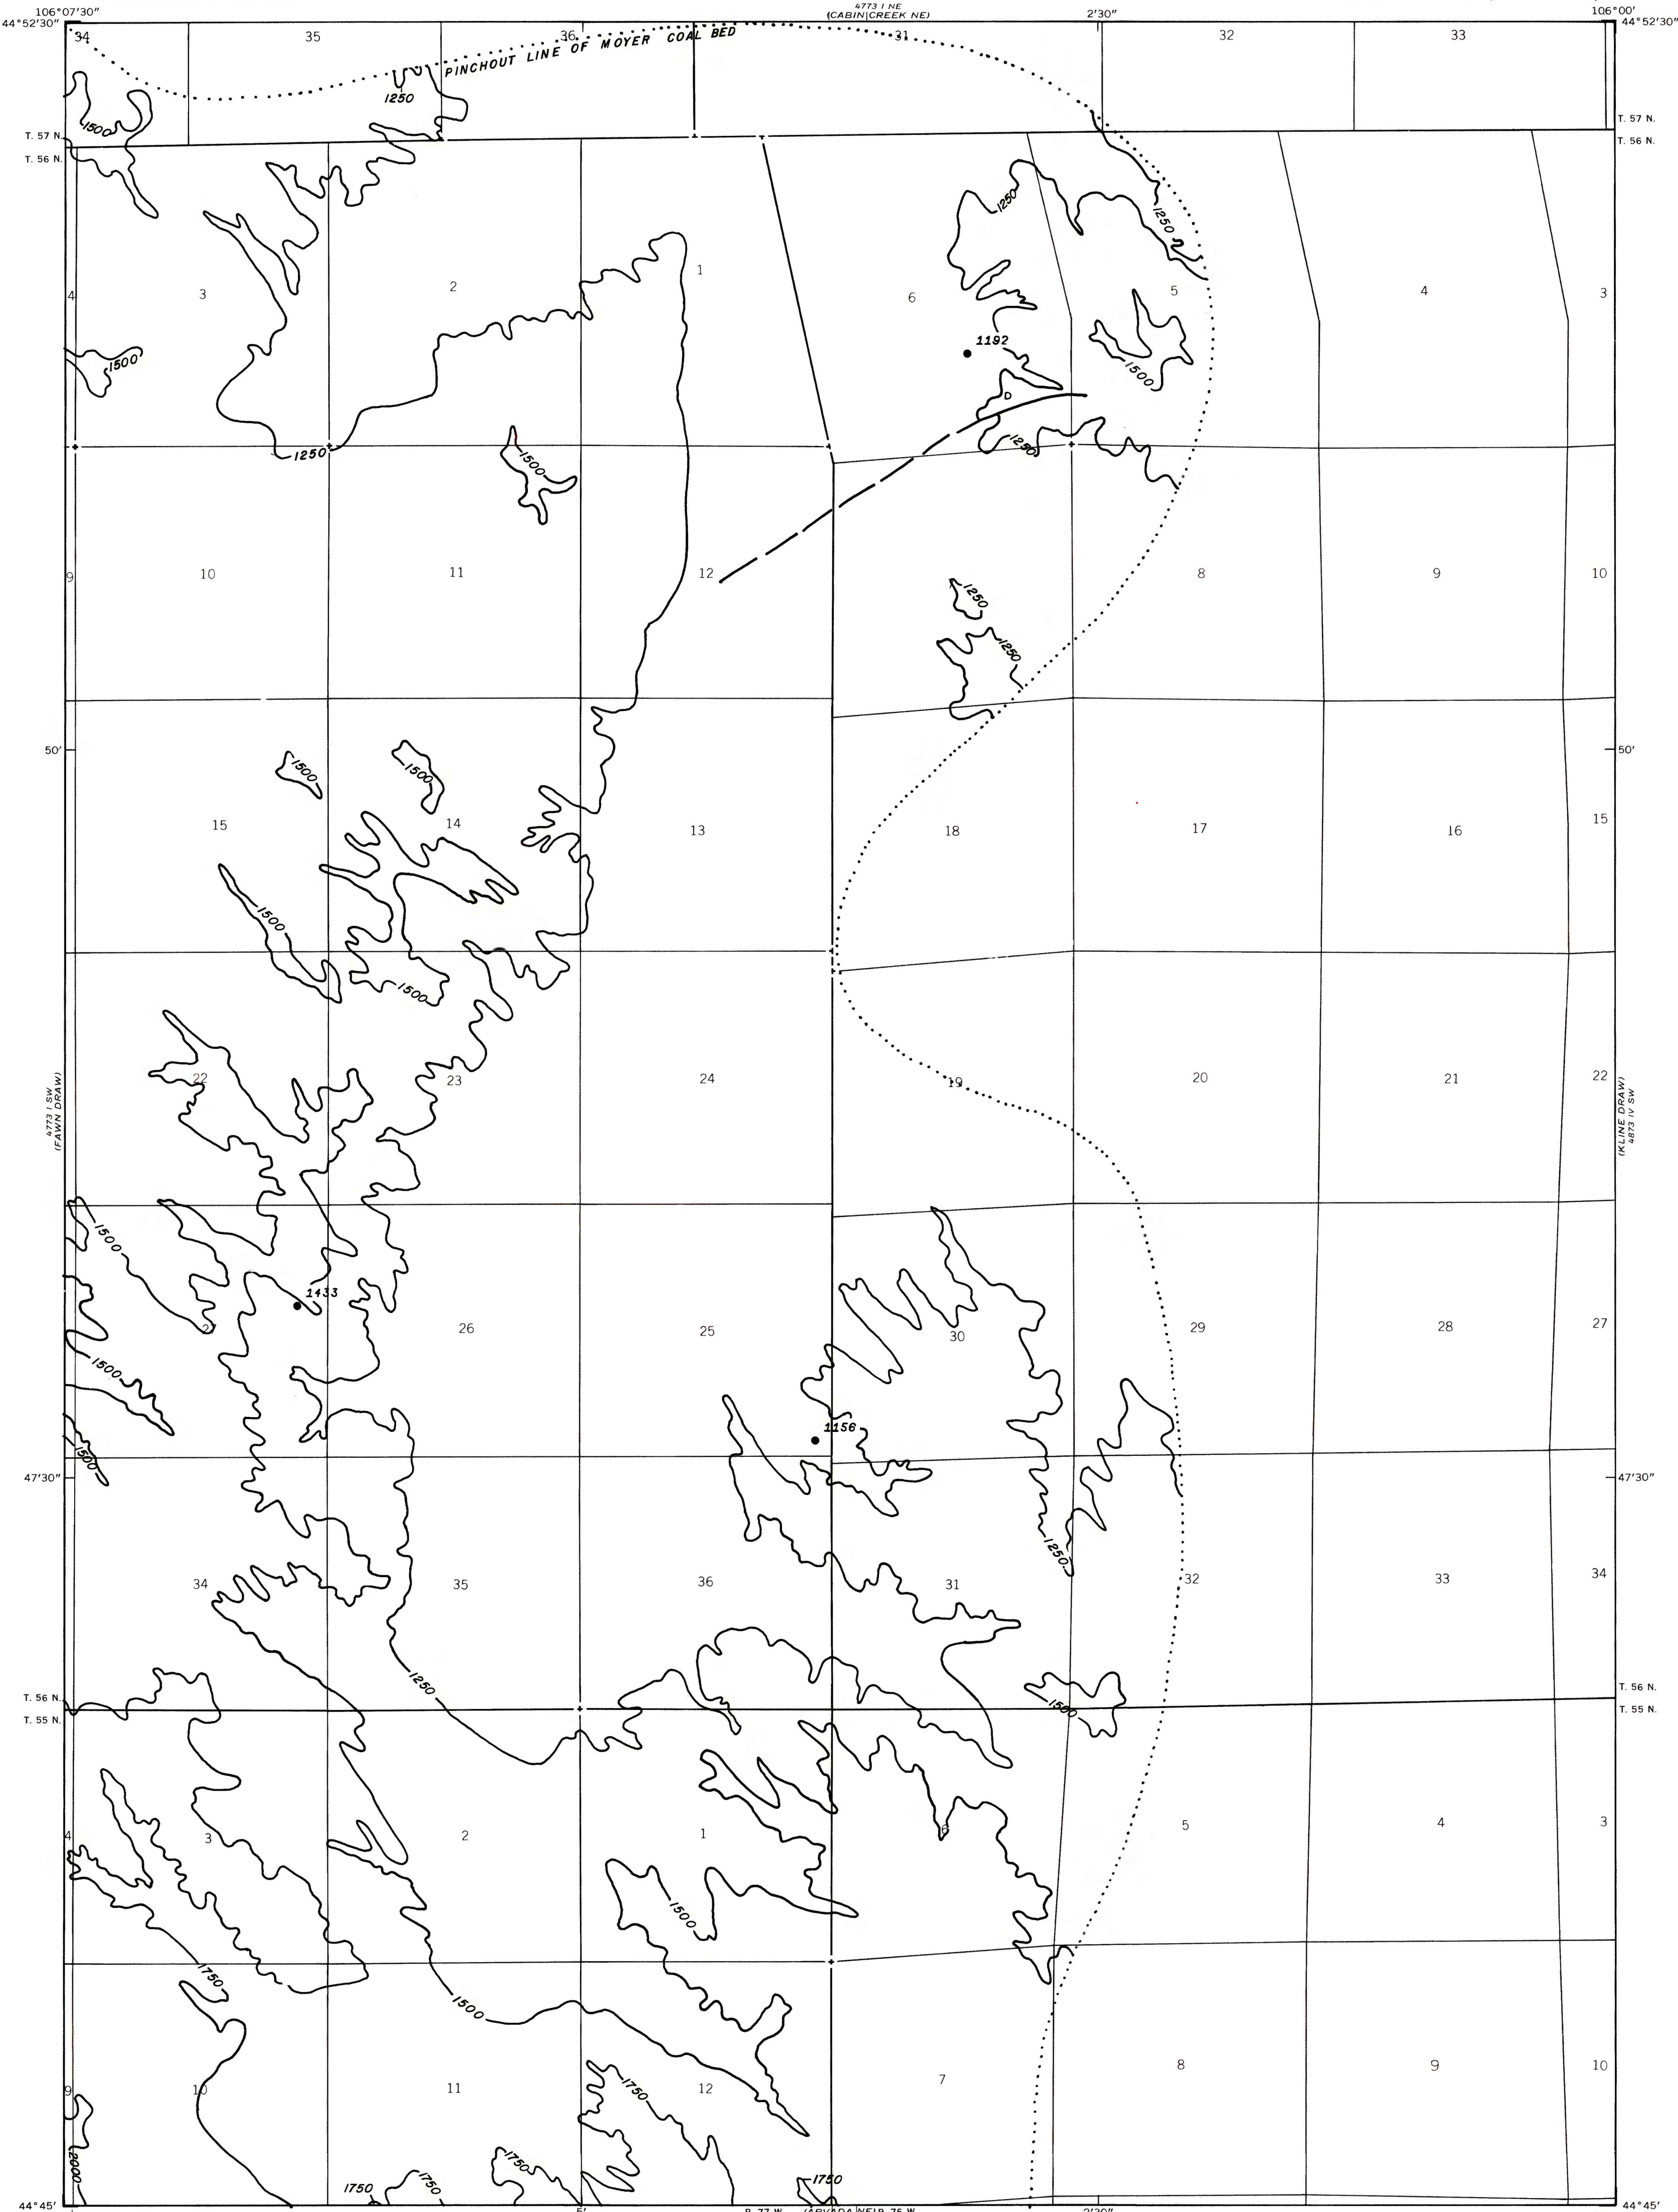 4773 I NE
106°07'30" (CABIN CREEK NE) 2'30" 106°00'
44°52'30" 44°52'30"
34 35 36 31 32 33
PINCHOUT LINE OF MOYER COAL BED
1250
1500
T. 57 N. T. 57 N.
T. 56 N. T. 56 N.
1250
1250
4 3 2 1 6 5 4 3
1192
1500
1500
D
1250
1250
1500
9 10 11 12 8 9 10
1250
1250
50' 50'
1500
1500
15 14 13 18 17 16 15
1500
1500
22 23 24 19 20 21 22
4773 I SW
(FAWN DRAW)
(KLINE DRAW)
4873 IV SW
1500
1433
27 26 25 30 29 28 27
1500
1156
1500
47'30" 47'30"
1250
34 35 36 31 32 33 34
1250
T. 56 N. T. 56 N.
1500
T. 55 N. T. 55 N.
4 3 2 1 6 5 4 3
1500
1750
1500
9 10 11 12 7 8 9 10
1750
2000
1750
1750
1750
1750
44°45' 5' R. 77 W. (ARVADA NE) R. 76 W. 2'30" 44°45'